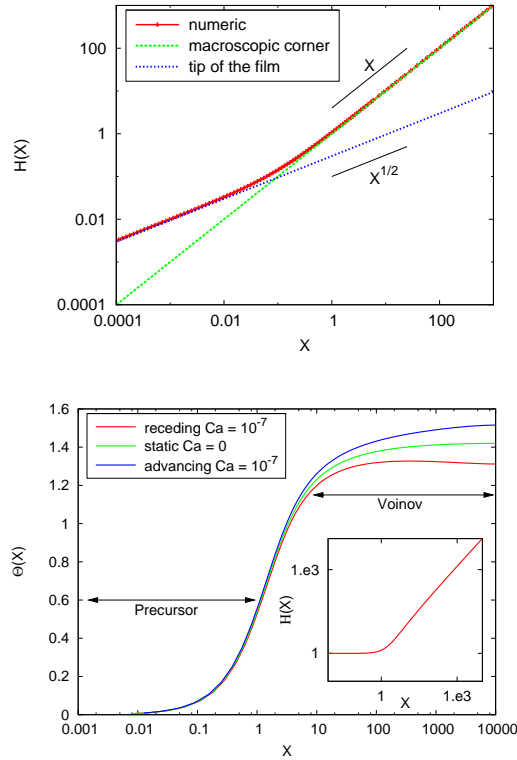 1000
numeric
macroscopic corner
tip of the film
X
1
X^{1/2}
0.01
0.0001
H(X)
0.0001
0.01
1
100
X
1.6
receding Ca = 10^{-7}
static Ca = 0
advancing Ca = 10^{-7}
1.4
1.2
Voinov
1
0.8
Θ(X)
0.6
Precursor
0.4
0.2
0
1.e3
H(X)
1
1
1.e3
X
0.001
0.01
0.1
1
10
100
1000
10000
X